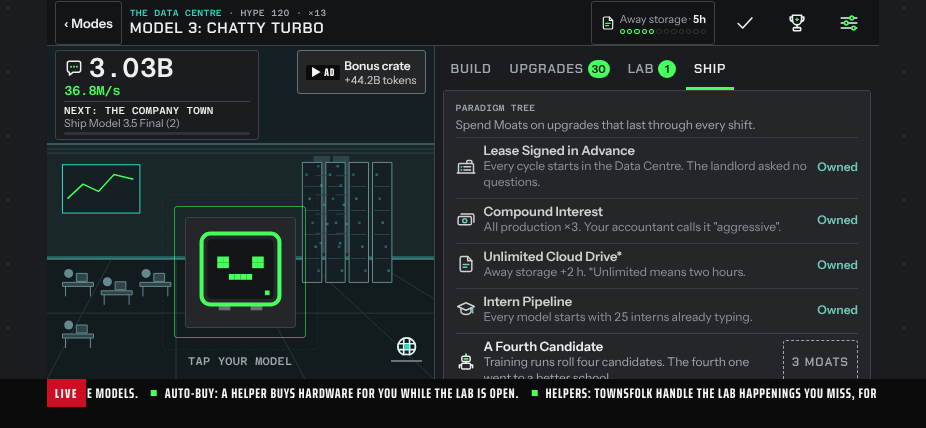 ‹ Modes
THE DATA CENTRE · HYPE 120 · ×13
MODEL 3: CHATTY TURBO
Away storage · 5h
3.03B
36.8M/s
NEXT: THE COMPANY TOWN
Ship Model 3.5 Final (2)
AD
Bonus crate
+44.2B tokens
TAP YOUR MODEL
BUILD UPGRADES 30 LAB 1 SHIP
PARADIGM TREE
Spend Moats on upgrades that last through every shift.
Lease Signed in Advance
Every cycle starts in the Data Centre. The landlord asked no
questions.
Owned
Compound Interest
All production ×3. Your accountant calls it "aggressive".
Owned
Unlimited Cloud Drive*
Away storage +2 h. *Unlimited means two hours.
Owned
Intern Pipeline
Every model starts with 25 interns already typing.
Owned
A Fourth Candidate
Training runs roll four candidates. The fourth one
went to a better school.
3 MOATS
LIVE E MODELS. AUTO-BUY: A HELPER BUYS HARDWARE FOR YOU WHILE THE LAB IS OPEN. HELPERS: TOWNSFOLK HANDLE THE LAB HAPPENINGS YOU MISS, FOR